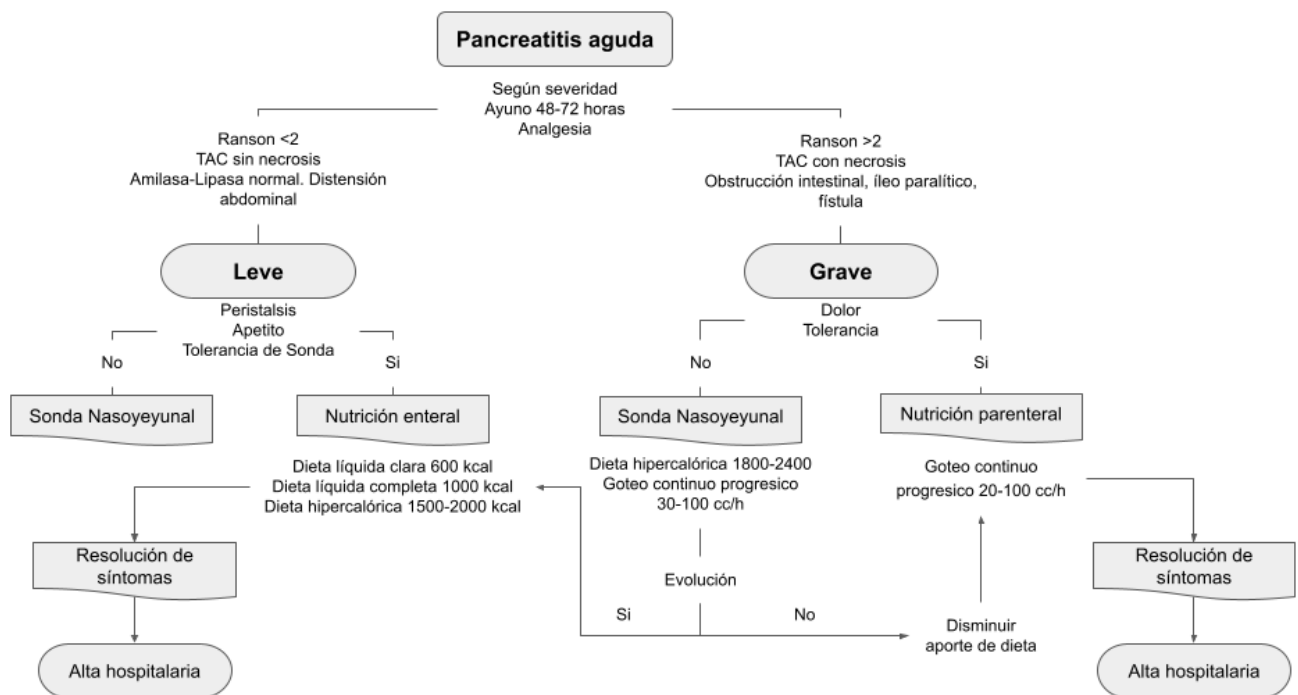 Pancreatitis aguda
Según severidad
Ayuno 48-72 horas
Analgesia
Ranson <2
TAC sin necrosis
Amilasa-Lipasa normal. Distensión
abdominal
Ranson >2
TAC con necrosis
Obstrucción intestinal, íleo paralítico,
fístula
Leve
Grave
Peristalsis
Apetito
Tolerancia de Sonda
Dolor
Tolerancia
No
Si
No
Si
Sonda Nasoyeyunal
Nutrición enteral
Sonda Nasoyeyunal
Nutrición parenteral
Dieta líquida clara 600 kcal
Dieta líquida completa 1000 kcal
Dieta hipercalórica 1500-2000 kcal
Dieta hipercalórica 1800-2400
Goteo continuo progresico
30-100 cc/h
Goteo continuo
progresico 20-100 cc/h
Resolución de
síntomas
Evolución
Resolución de
síntomas
Si
No
Disminuir
aporte de dieta
Alta hospitalaria
Alta hospitalaria